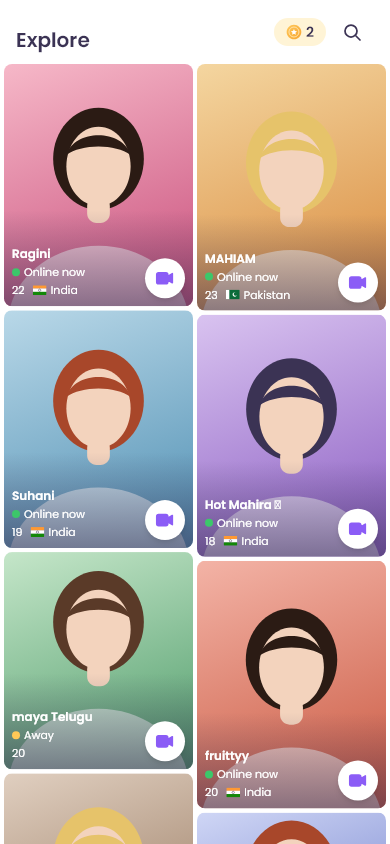 Explore
2
Ragini
Online now
22 India
MAHIAM
Online now
23 Pakistan
Suhani
Online now
19 India
Hot Mahira
Online now
18 India
maya Telugu
Away
20
fruittyy
Online now
20 India